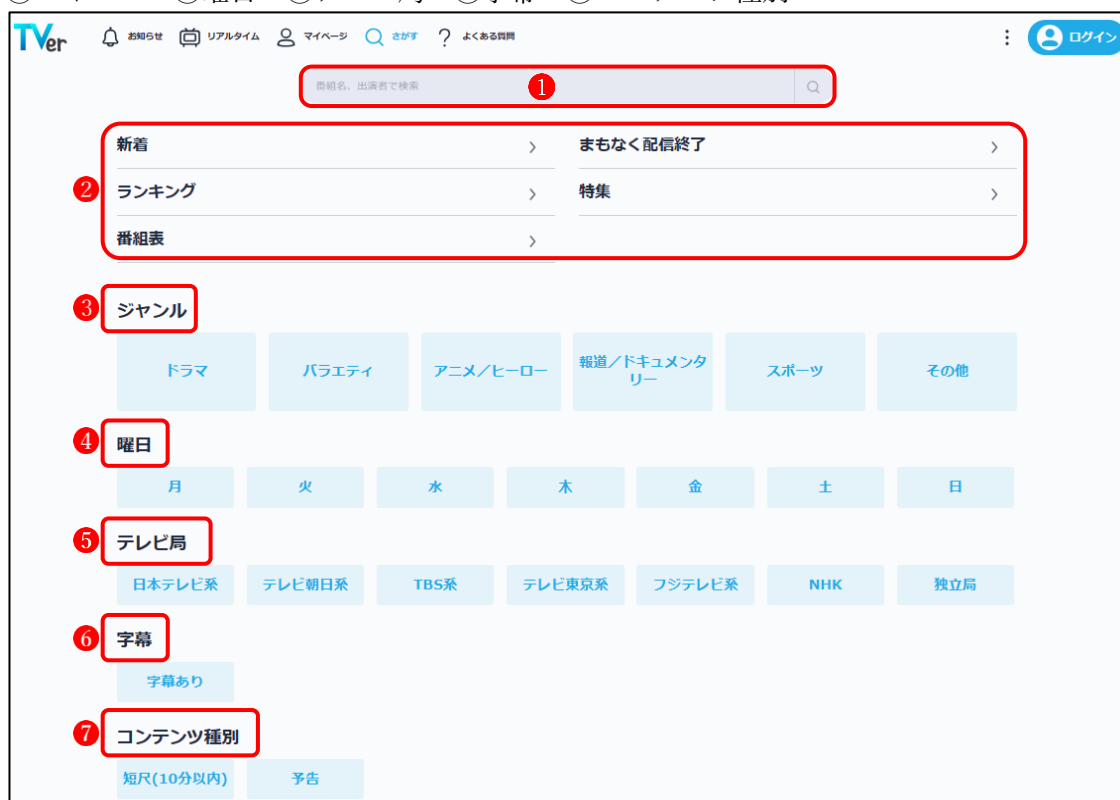 TVer お知らせ リアルタイム マイページ さがす ? よくある質問 ログイン
番組名、出演者で検索 1
新着 まもなく配信終了
2 ランキング 特集
番組表
3 ジャンル
ドラマ バラエティ アニメ/ヒーロー 報道/ドキュメンタ スポーツ その他
リー
4 曜日
月 火 水 木 金 土 日
5 テレビ局
日本テレビ系 テレビ朝日系 TBS系 テレビ東京系 フジテレビ系 NHK 独立局
6 字幕
字幕あり
7 コンテンツ種別
短尺(10分以内) 予告